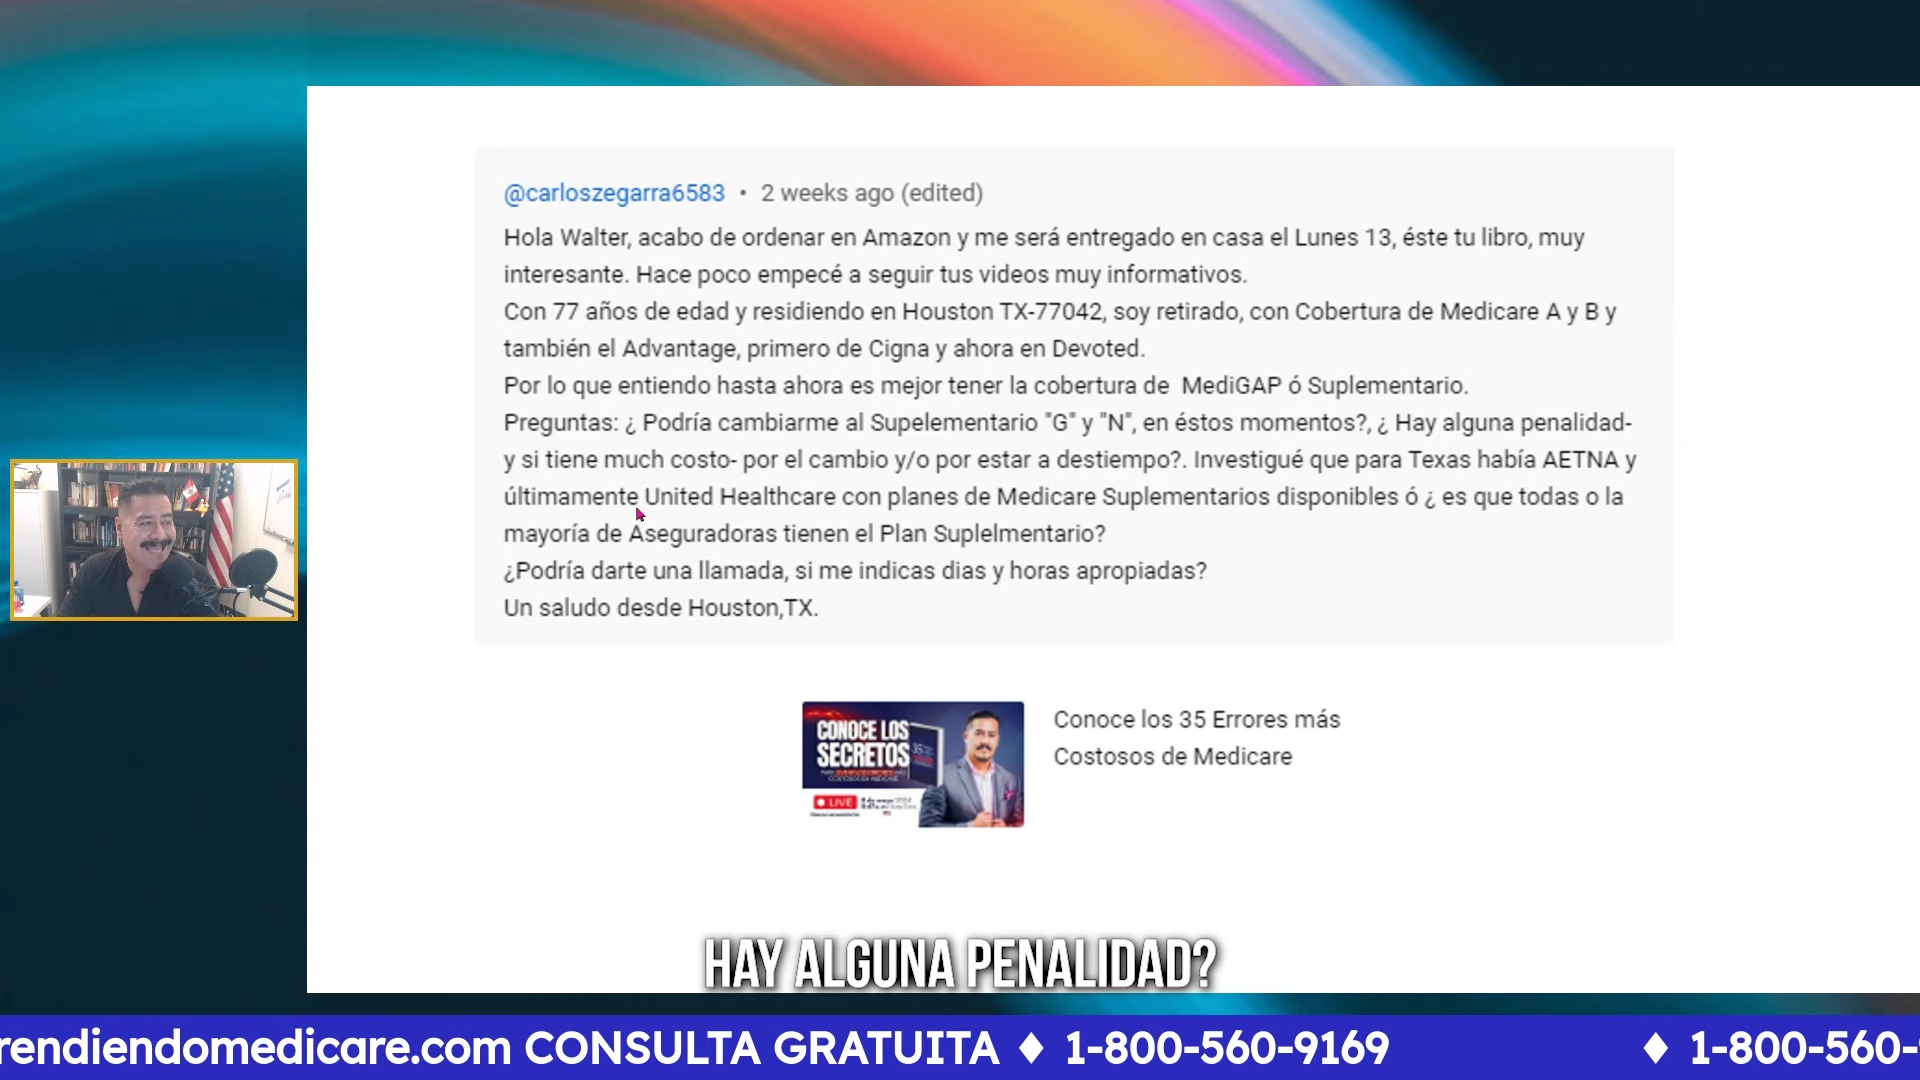 @carloszegarra6583 • 2 weeks ago (edited)
Hola Walter, acabo de ordenar en Amazon y me será entregado en casa el Lunes 13, éste tu libro, muy
interesante. Hace poco empecé a seguir tus videos muy informativos.
Con 77 años de edad y residiendo en Houston TX-77042, soy retirado, con Cobertura de Medicare A y B y
también el Advantage, primero de Cigna y ahora en Devoted.
Por lo que entiendo hasta ahora es mejor tener la cobertura de MediGAP ó Suplementario.
Preguntas: ¿ Podría cambiarme al Supelementario "G" y "N", en éstos momentos?, ¿ Hay alguna penalidad-
y si tiene much costo- por el cambio y/o por estar a destiempo?. Investigué que para Texas había AETNA y
últimamente United Healthcare con planes de Medicare Suplementarios disponibles ó ¿ es que todas o la
mayoría de Aseguradoras tienen el Plan Suplelmentario?
¿Podría darte una llamada, si me indicas dias y horas apropiadas?
Un saludo desde Houston,TX.
CONOCE LOS
SECRETOS
35
LIVE
Conoce los 35 Errores más
Costosos de Medicare
HAY ALGUNA PENALIDAD?
rendiendomedicare.com CONSULTA GRATUITA ♦ 1-800-560-9169 ♦ 1-800-560-9